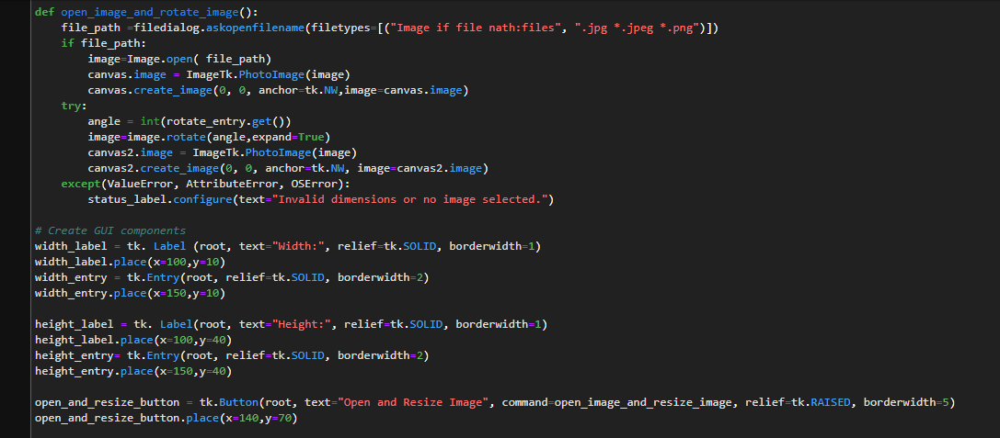 def open_image_and_rotate_image():
    file_path =filedialog.askopenfilename(filetypes=[("Image if file nath:files", ".jpg *.jpeg *.png")])
    if file_path:
        image=Image.open( file_path)
        canvas.image = ImageTk.PhotoImage(image)
        canvas.create_image(0, 0, anchor=tk.NW,image=canvas.image)
    try:
        angle = int(rotate_entry.get())
        image=image.rotate(angle,expand=True)
        canvas2.image = ImageTk.PhotoImage(image)
        canvas2.create_image(0, 0, anchor=tk.NW, image=canvas2.image)
    except(ValueError, AttributeError, OSError):
        status_label.configure(text="Invalid dimensions or no image selected.")

# Create GUI components
width_label = tk. Label (root, text="Width:", relief=tk.SOLID, borderwidth=1)
width_label.place(x=100,y=10)
width_entry = tk.Entry(root, relief=tk.SOLID, borderwidth=2)
width_entry.place(x=150,y=10)

height_label = tk. Label(root, text="Height:", relief=tk.SOLID, borderwidth=1)
height_label.place(x=100,y=40)
height_entry= tk.Entry(root, relief=tk.SOLID, borderwidth=2)
height_entry.place(x=150,y=40)

open_and_resize_button = tk.Button(root, text="Open and Resize Image", command=open_image_and_resize_image, relief=tk.RAISED, borderwidth=5)
open_and_resize_button.place(x=140,y=70)